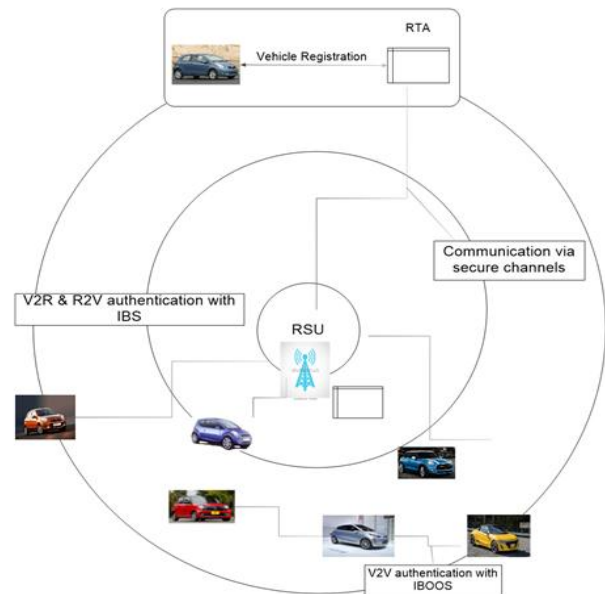 RTA
Vehicle Registration
Communication via
secure channels
V2R & R2V authentication with
IBS
RSU
V2V authentication with
IBOOS